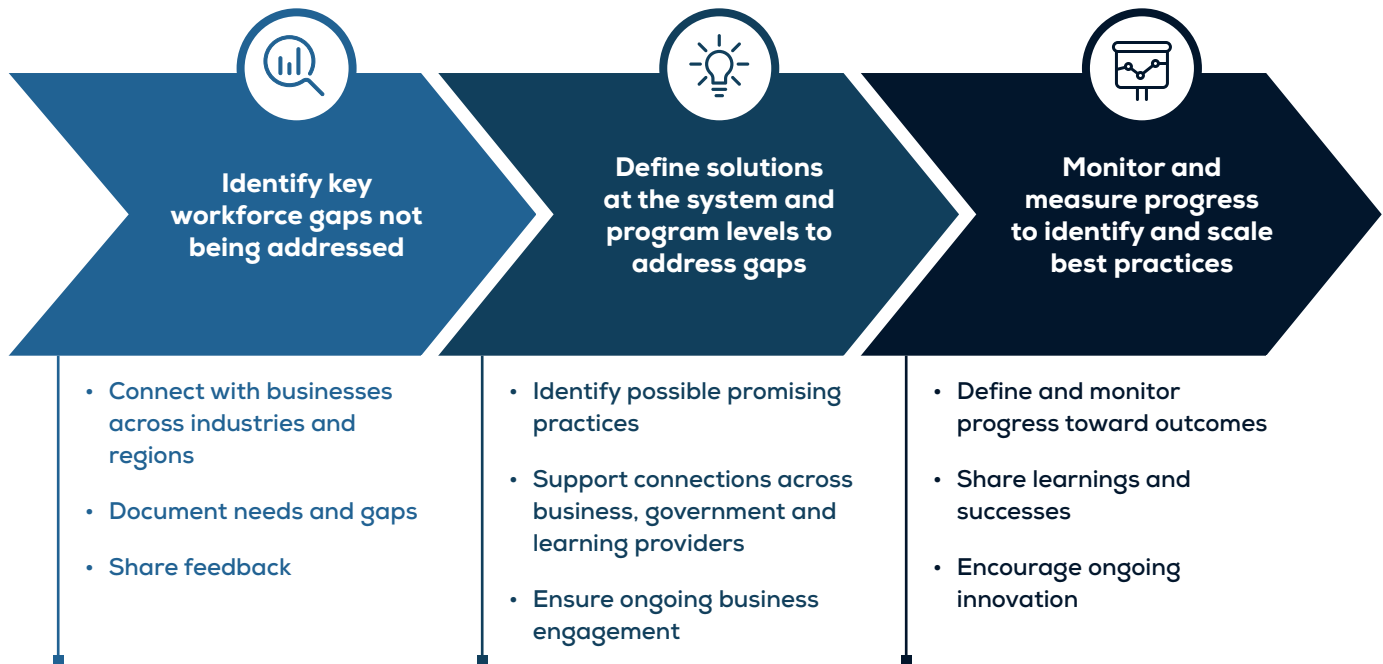 Identify key
workforce gaps not
being addressed
Define solutions
at the system and
program levels to
address gaps
Monitor and
measure progress
to identify and scale
best practices
• Connect with businesses
across industries and
regions
• Document needs and gaps
• Share feedback
• Identify possible promising
practices
• Support connections across
business, government and
learning providers
• Ensure ongoing business
engagement
• Define and monitor
progress toward outcomes
• Share learnings and
successes
• Encourage ongoing
innovation